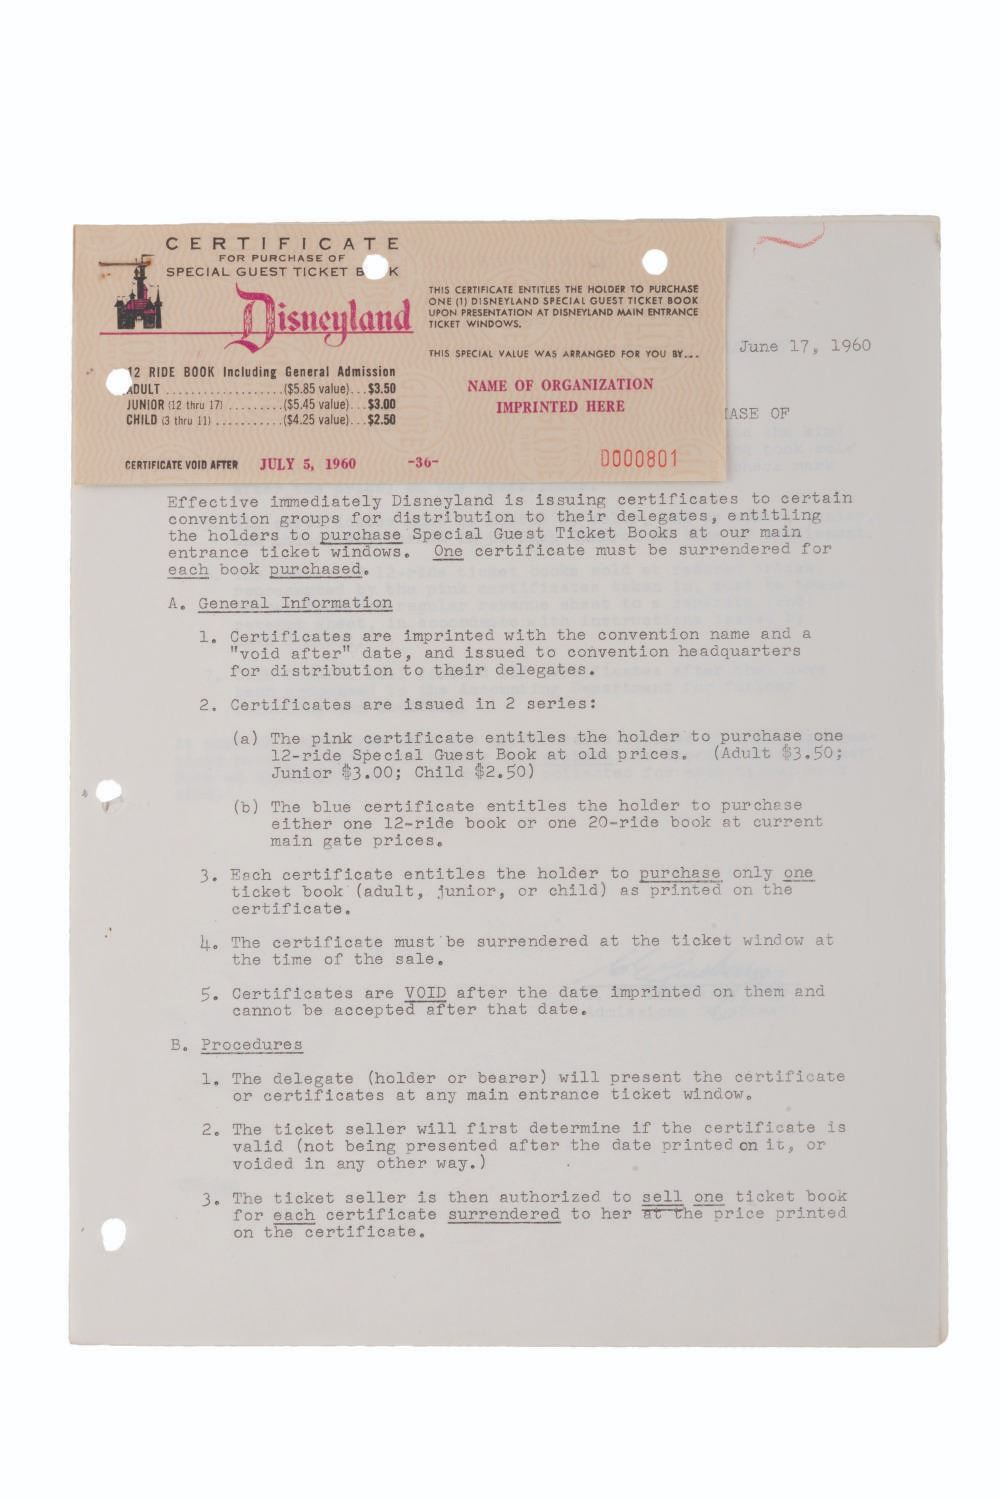 CERTIFICATE
FOR PURCHASE OF
SPECIAL GUEST TICKET B K
Disneyland
12 RIDE BOOK Including General Admission
ADULT ................... ($5.85 value)... $3.50
JUNIOR (12 thru 17) ......... ($5.45 value)... $3.00
CHILD (3 thru 11) ........... ($4.25 value)... $2.50
CERTIFICATE VOID AFTER JULY 5, 1960 -36-
THIS CERTIFICATE ENTITLES THE HOLDER TO PURCHASE
ONE (1) DISNEYLAND SPECIAL GUEST TICKET BOOK
UPON PRESENTATION AT DISNEYLAND MAIN ENTRANCE
TICKET WINDOWS.
THIS SPECIAL VALUE WAS ARRANGED FOR YOU BY...
NAME OF ORGANIZATION
IMPRINTED HERE
D000801
June 17, 1960
ASE OF
Effective immediately Disneyland is issuing certificates to certain
convention groups for distribution to their delegates, entitling
the holders to purchase Special Guest Ticket Books at our main
entrance ticket windows. One certificate must be surrendered for
each book purchased.
A. General Information
1. Certificates are imprinted with the convention name and a
"void after" date, and issued to convention headquarters
for distribution to their delegates.
2. Certificates are issued in 2 series:
(a) The pink certificate entitles the holder to purchase one
12-ride Special Guest Book at old prices. (Adult $3.50;
Junior $3.00; Child $2.50)
(b) The blue certificate entitles the holder to purchase
either one 12-ride book or one 20-ride book at current
main gate prices.
3. Each certificate entitles the holder to purchase only one
ticket book (adult, junior, or child) as printed on the
certificate.
4. The certificate must be surrendered at the ticket window at
the time of the sale.
5. Certificates are VOID after the date imprinted on them and
cannot be accepted after that date.
B. Procedures
1. The delegate (holder or bearer) will present the certificate
or certificates at any main entrance ticket window.
2. The ticket seller will first determine if the certificate is
valid (not being presented after the date printed on it, or
voided in any other way.)
3. The ticket seller is then authorized to sell one ticket book
for each certificate surrendered to her at the price printed
on the certificate.